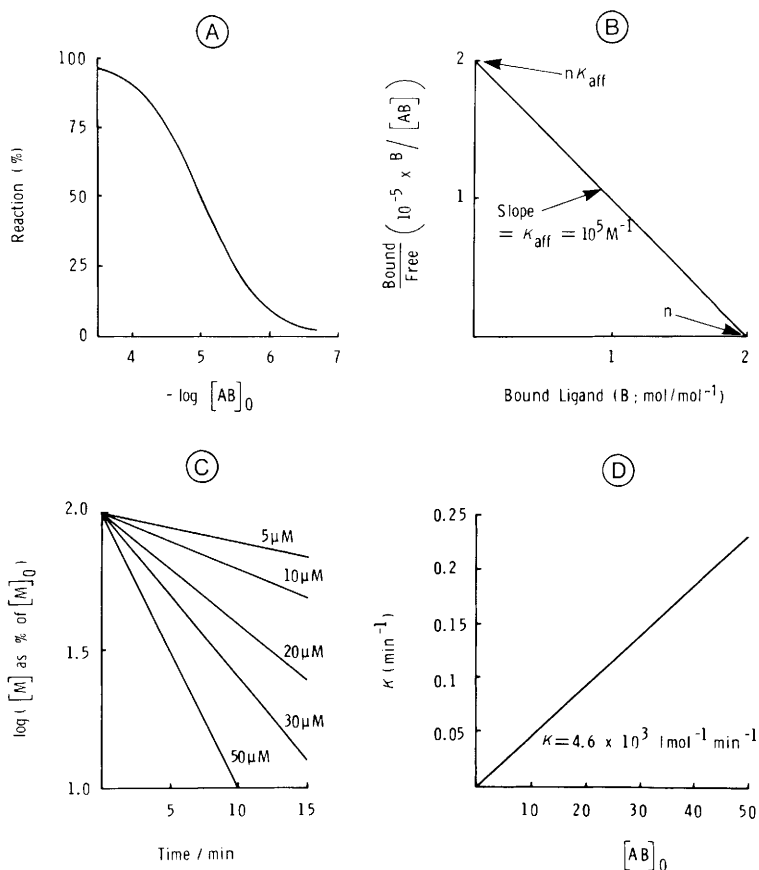 A
Reaction (%)
100
75
50
25
0
4 5 6 7
- log [AB]0
B
Bound/Free (10-5 x B / [AB])
2
1
nKaff
Slope
= Kaff = 10^5 M-1
n
1 2
Bound Ligand (B; mol/mol-1)
C
log ([M] as % of [M]0)
2.0
1.5
1.0
5μM
10μM
20μM
30μM
50μM
5 10 15
Time / min
D
K (min-1)
0.25
0.20
0.15
0.10
0.05
K = 4.6 x 10^3 lmol-1 min-1
10 20 30 40 50
[AB]0